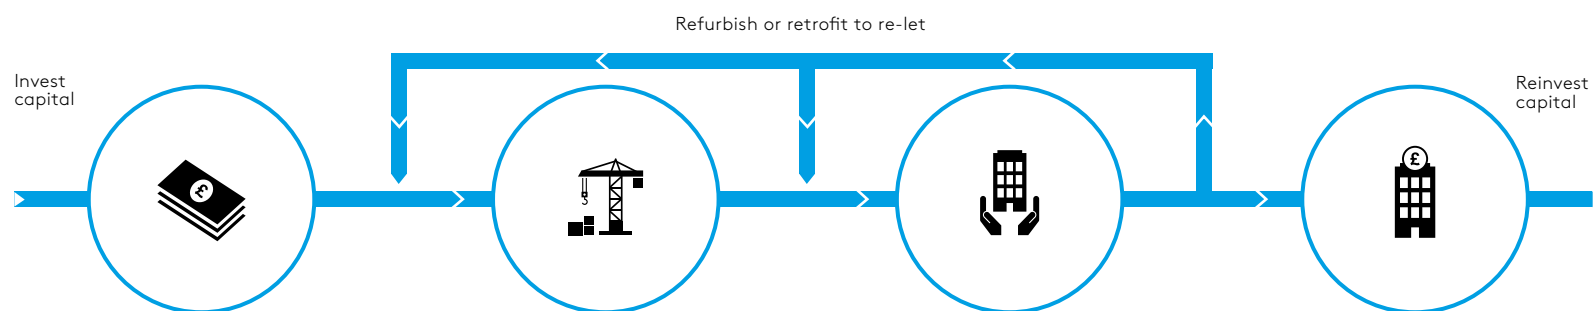 Refurbish or retrofit to re-let
Invest
capital
Reinvest
capital
£
£